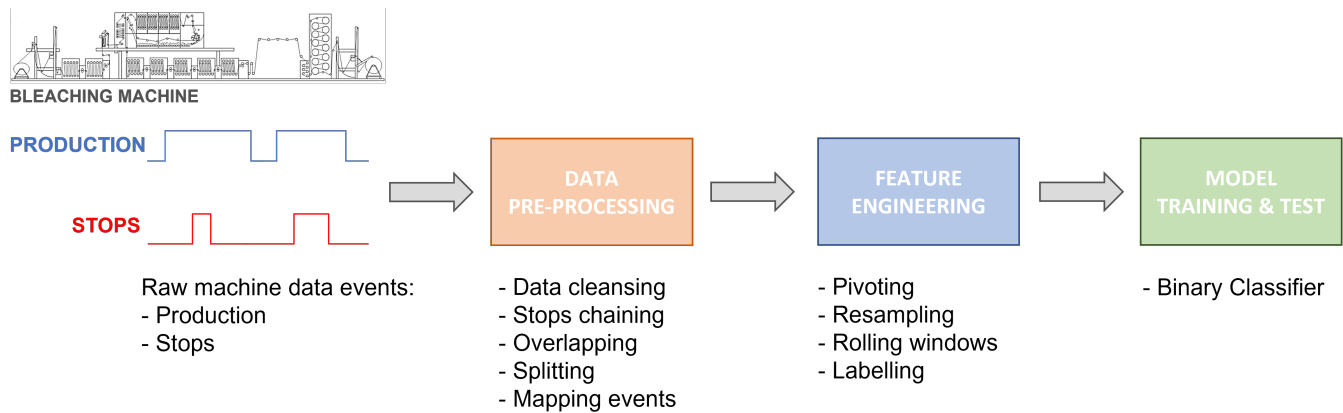 BLEACHING MACHINE
PRODUCTION
STOPS
Raw machine data events:
- Production
- Stops
DATA
PRE-PROCESSING
- Data cleansing
- Stops chaining
- Overlapping
- Splitting
- Mapping events
FEATURE
ENGINEERING
- Pivoting
- Resampling
- Rolling windows
- Labelling
MODEL
TRAINING & TEST
- Binary Classifier